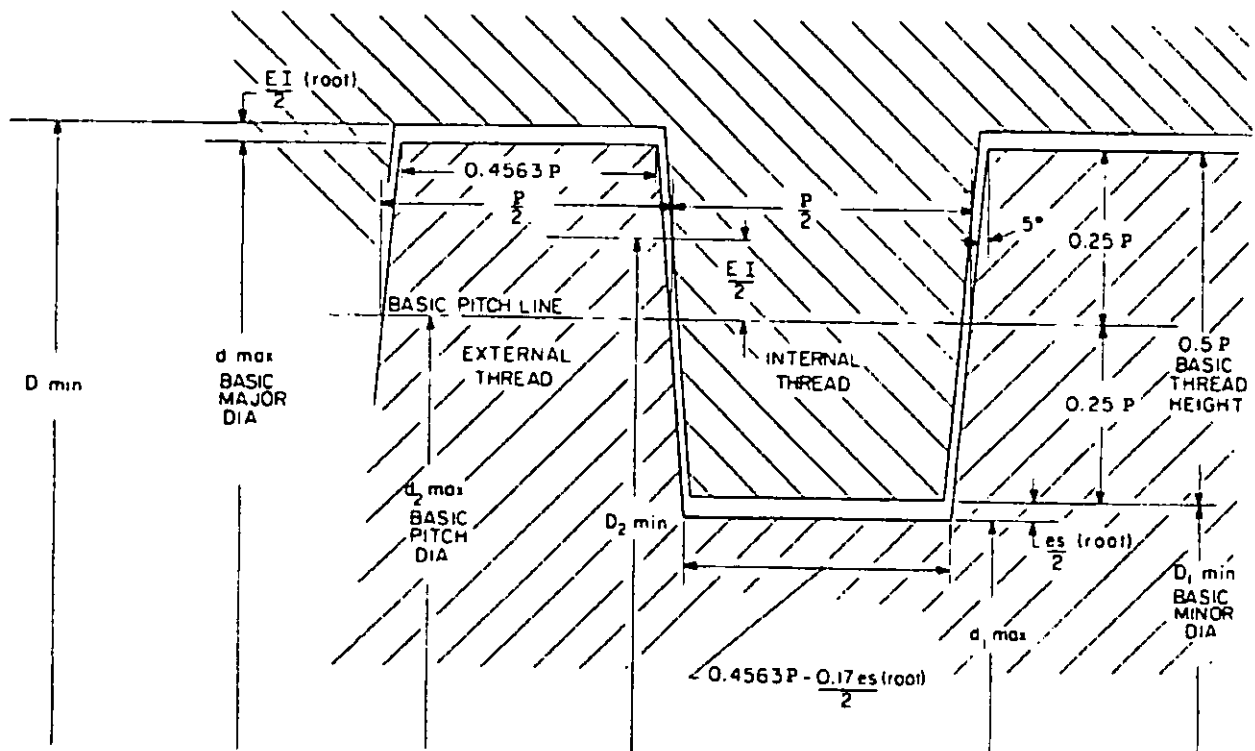 EI (root)
2
0.4563 P
P
2
P
2
5°
0.25 P
EI
2
BASIC PITCH LINE
D min
d max
BASIC
MAJOR
DIA
EXTERNAL
THREAD
INTERNAL
THREAD
0.5 P
BASIC
THREAD
HEIGHT
0.25 P
d₂ max
BASIC
PITCH
DIA
D₂ min
es (root)
2
D₁ min
BASIC
MINOR
DIA
d₁ max
0.4563 P - 0.17 es (root)
2